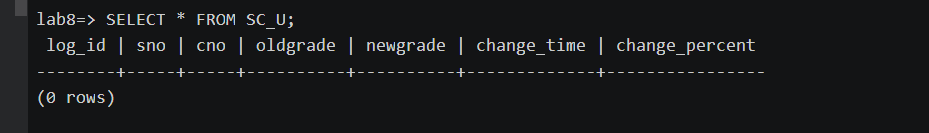 lab8=> SELECT * FROM SC_U;
 log_id | sno | cno | oldgrade | newgrade | change_time | change_percent
--------+-----+-----+----------+----------+-------------+----------------
(0 rows)